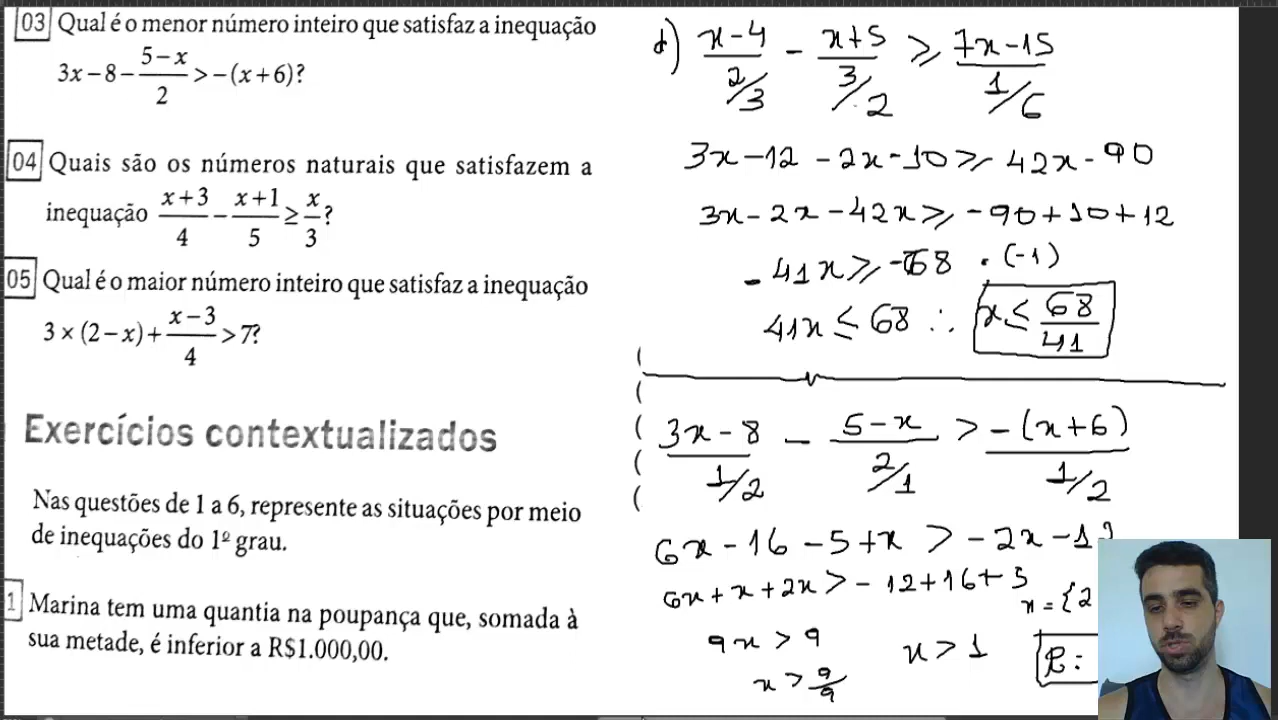 03 Qual é o menor número inteiro que satisfaz a inequação
3x−8−(5−x)/2 > −(x+6)?
04 Quais são os números naturais que satisfazem a
inequação (x+3)/4 − (x+1)/5 ≥ x/3?
05 Qual é o maior número inteiro que satisfaz a inequação
3 × (2−x) + (x−3)/4 > 7?
Exercícios contextualizados
Nas questões de 1 a 6, represente as situações por meio
de inequações do 1º grau.
1 Marina tem uma quantia na poupança que, somada à
sua metade, é inferior a R$1.000,00.
d) (x−4)/(2/3) − (x+5)/(3/2) ≥ (7x−15)/(1/6)
3x−12 −2x−10 ≥ 42x−90
3x−2x−42x ≥ −90+10+12
−41x ≥ −68 · (−1)
41x ≤ 68 ∴ x ≤ 68/41
(3x−8)/(1/2) − (5−x)/(2/1) > −(x+6)/(1/2)
6x−16−5+x > −2x−12
6x+x+2x > −12+16+5
x = {2
9x > 9
x > 1
R:
x > 9/9